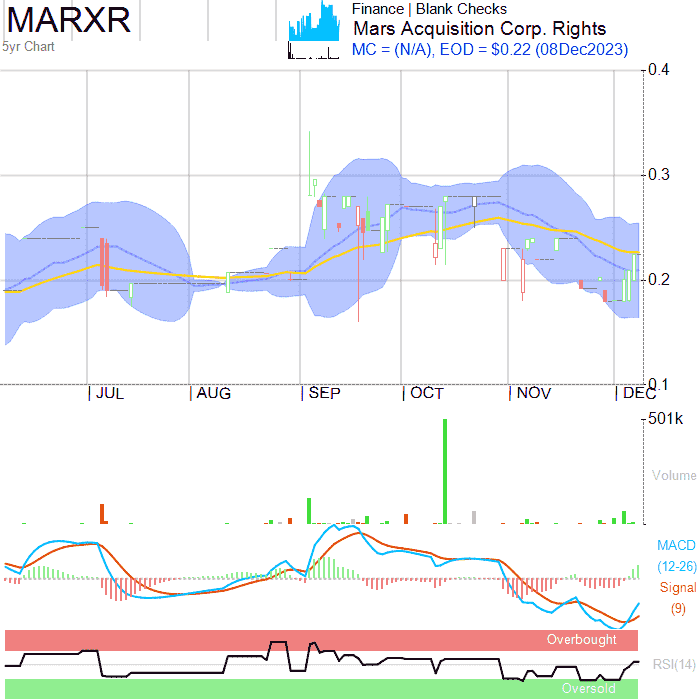 MARXR
5yr Chart
Finance | Blank Checks
Mars Acquisition Corp. Rights
MC = (N/A), EOD = $0.22 (08Dec2023)
0.4
0.3
0.2
0.1
JUL AUG SEP OCT NOV DEC
501k
Volume
MACD
(12-26)
Signal
(9)
Overbought
RSI(14)
Oversold